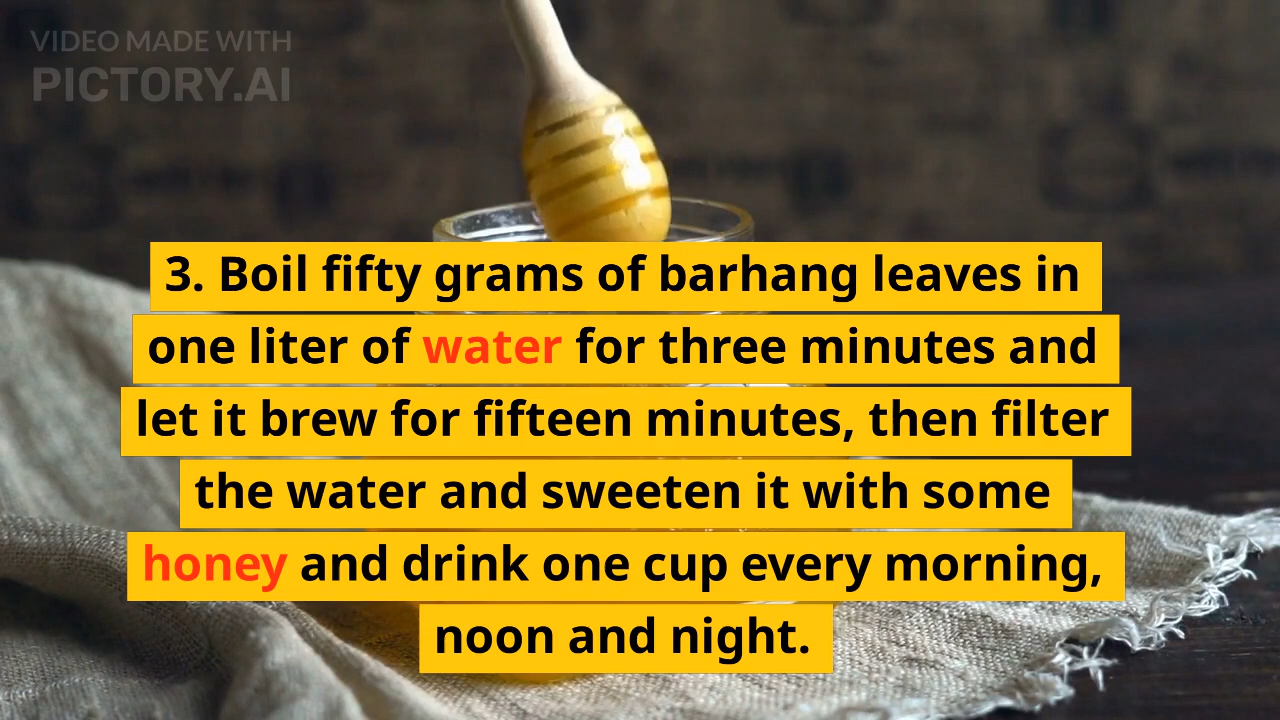 VIDEO MADE WITH
PICTORY.AI
3. Boil fifty grams of barhang leaves in
one liter of water for three minutes and
let it brew for fifteen minutes, then filter
the water and sweeten it with some
honey and drink one cup every morning,
noon and night.